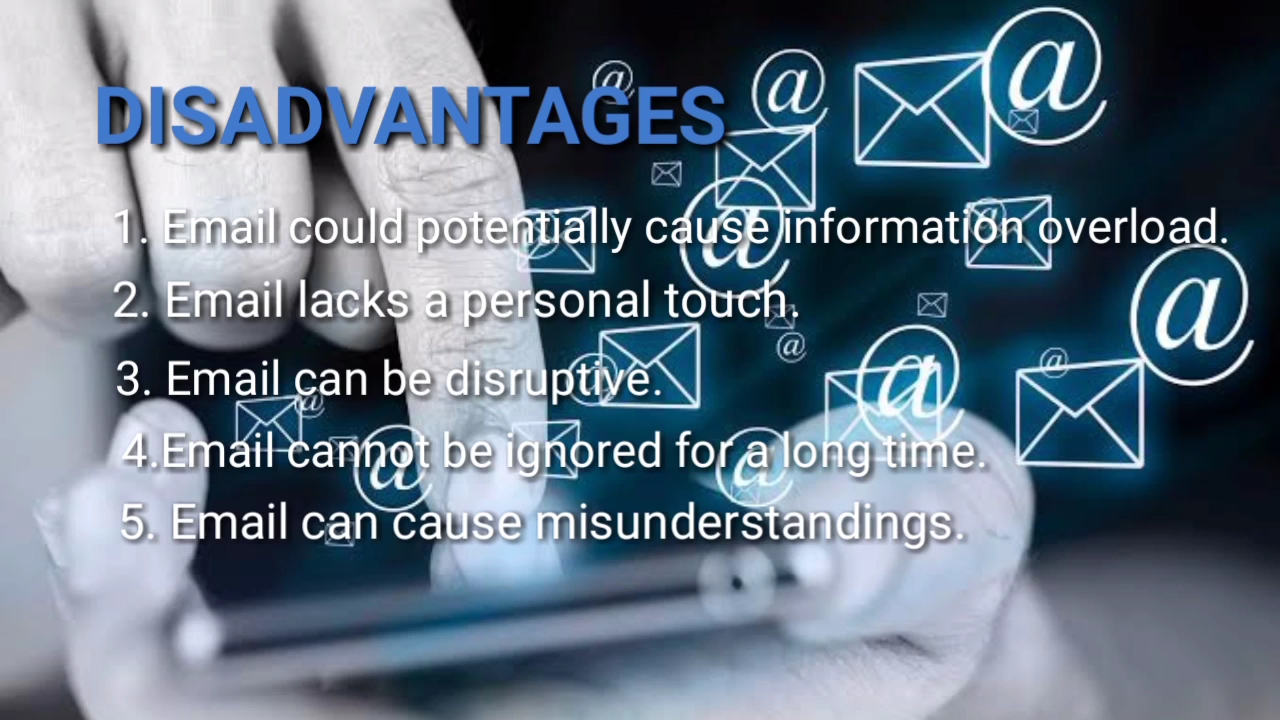 DISADVANTAGES
1. Email could potentially cause information overload.
2. Email lacks a personal touch.
3. Email can be disruptive.
4.Email cannot be ignored for a long time.
5. Email can cause misunderstandings.